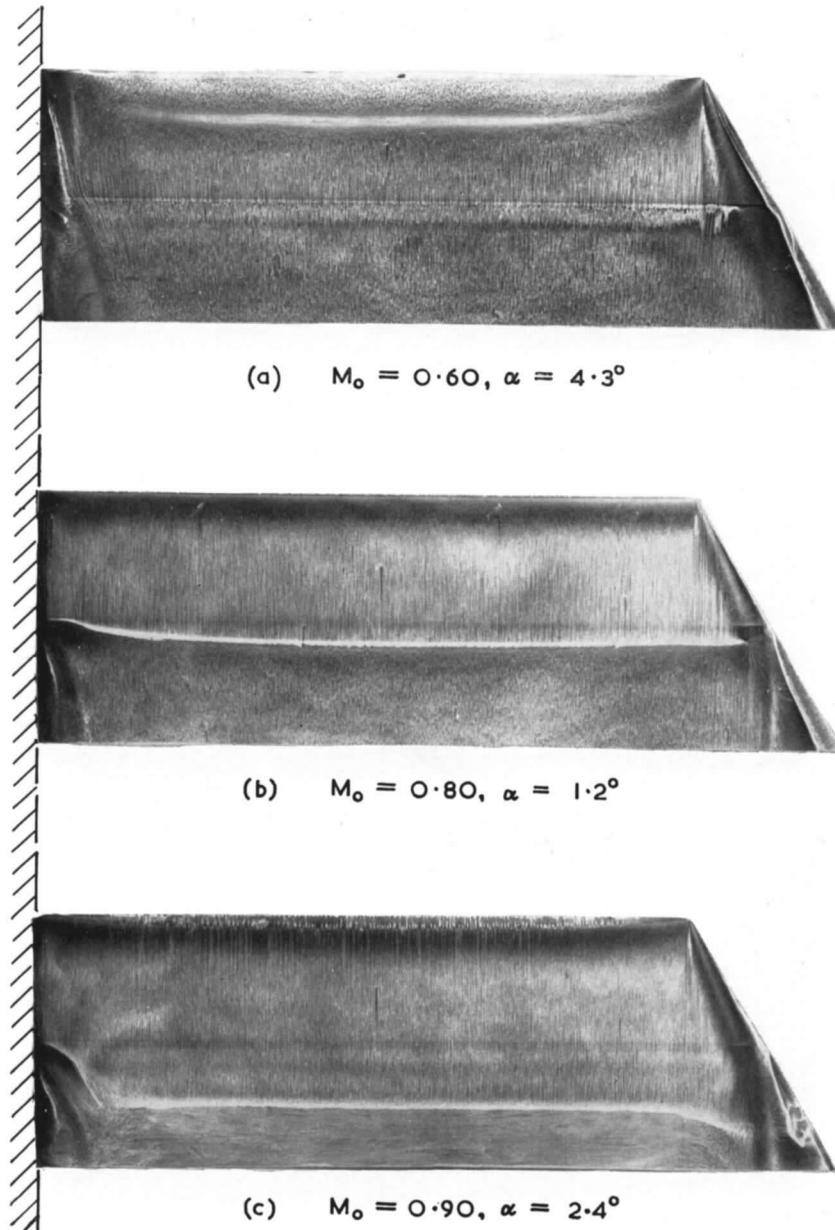 (a) M₀ = 0·60, α = 4·3°
(b) M₀ = 0·80, α = 1·2°
(c) M₀ = 0·90, α = 2·4°